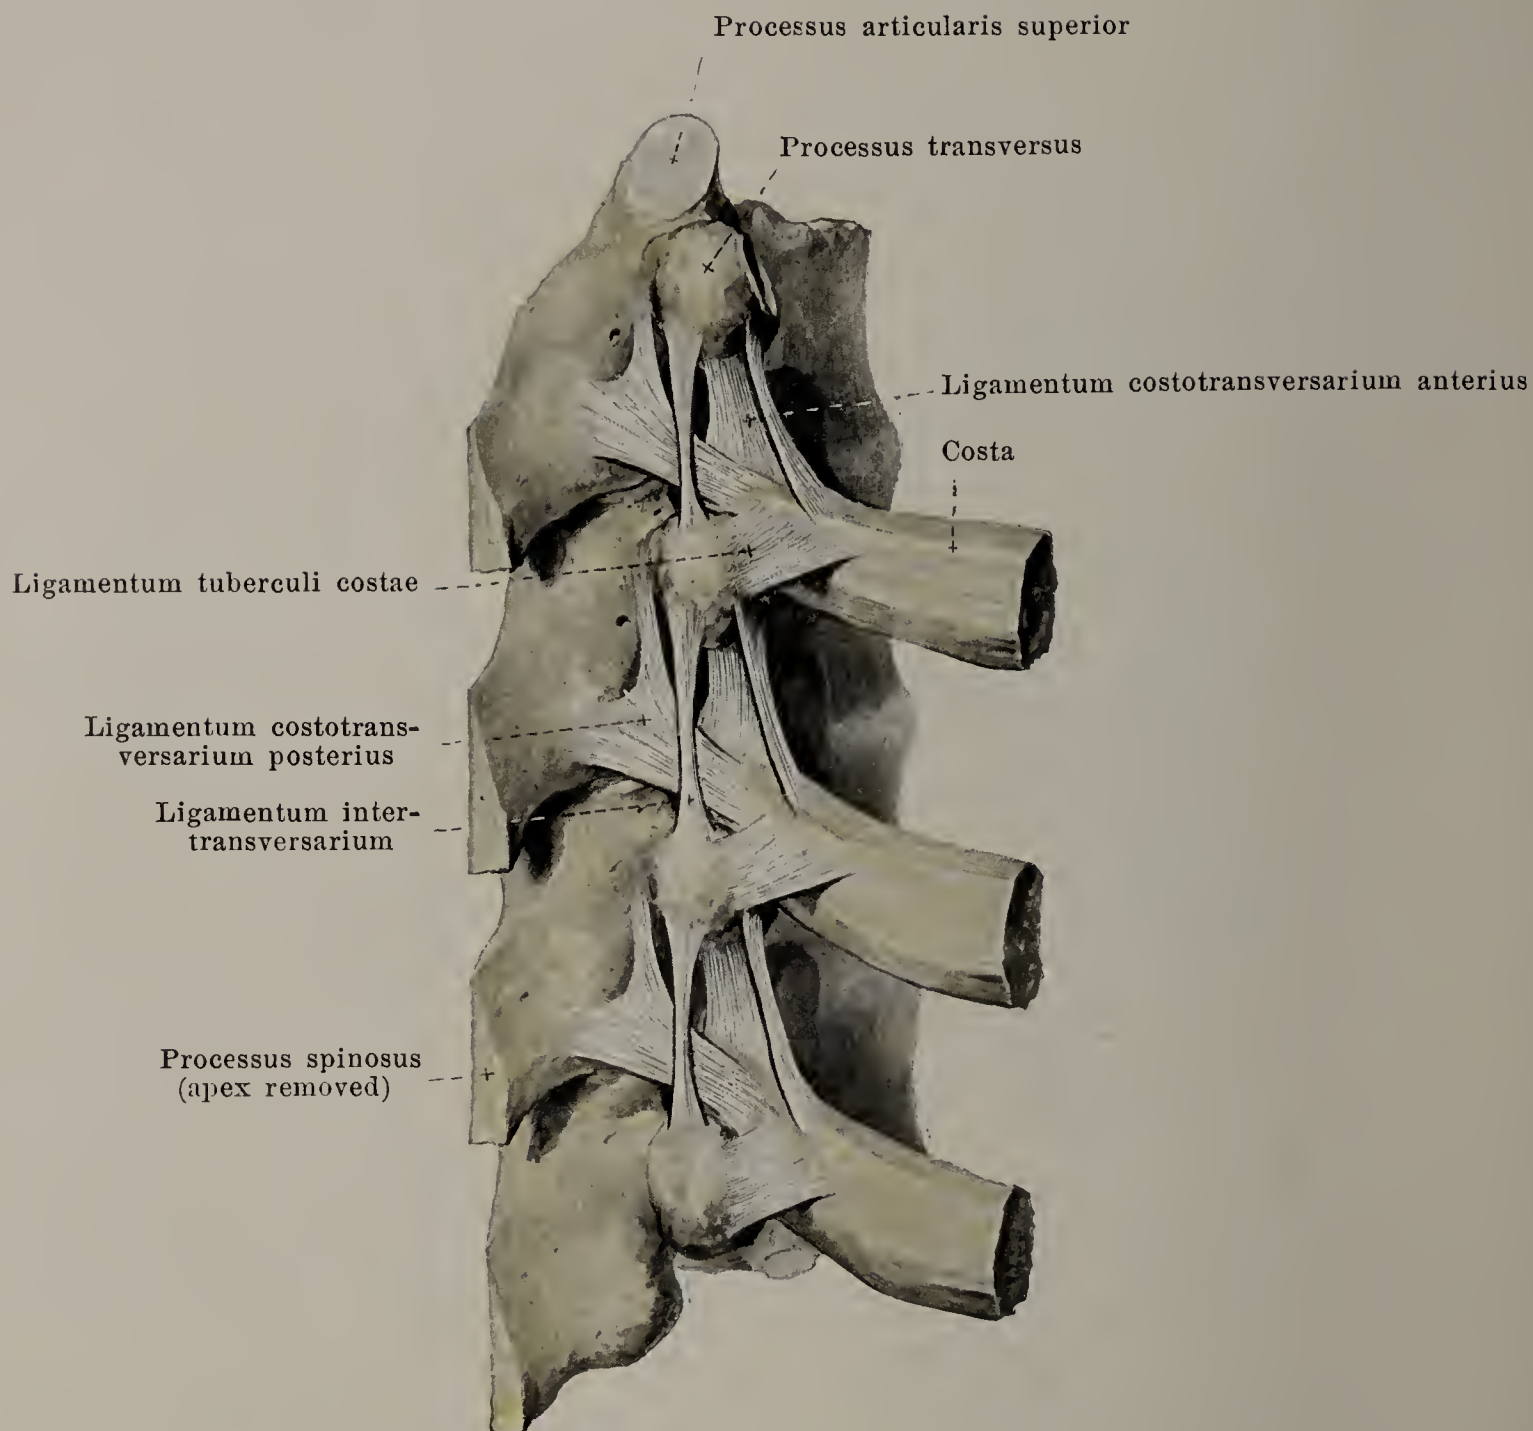 Processus articularis superior
Processus transversus
Ligamentum costotransversarium anterius
Costa
Ligamentum tuberculi costae
Ligamentum costotrans-
versarium posterius
Ligamentum inter-
transversarium
Processus spinosus
(apex removed)